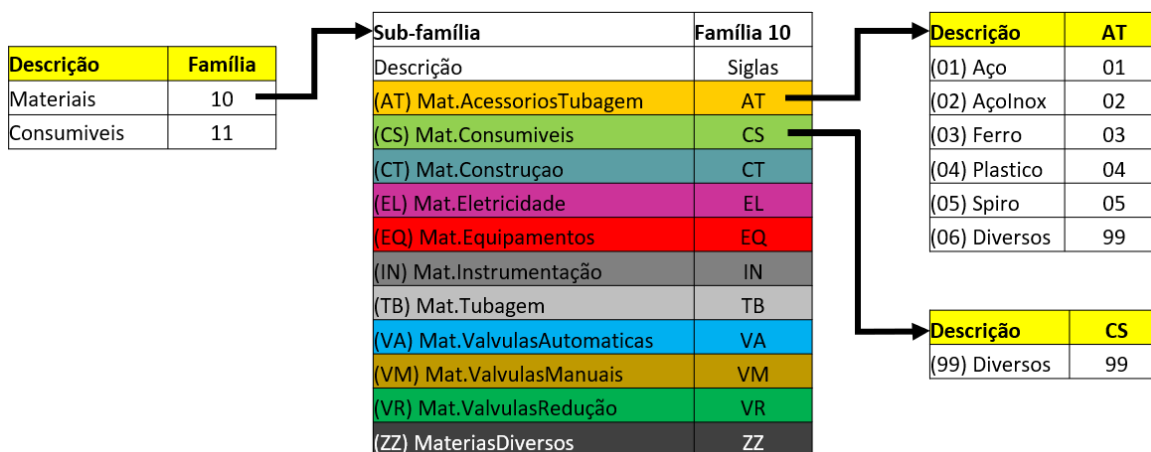 Descrição Família
Materiais 10
Consumiveis 11
Sub-família Família 10
Descrição Siglas
(AT) Mat.AcessoriosTubagem AT
(CS) Mat.Consumiveis CS
(CT) Mat.Construçao CT
(EL) Mat.Eletricidade EL
(EQ) Mat.Equipamentos EQ
(IN) Mat.Instrumentação IN
(TB) Mat.Tubagem TB
(VA) Mat.ValvulasAutomaticas VA
(VM) Mat.ValvulasManuais VM
(VR) Mat.ValvulasRedução VR
(ZZ) MateriasDiversos ZZ
Descrição AT
(01) Aço 01
(02) AçoInox 02
(03) Ferro 03
(04) Plastico 04
(05) Spiro 05
(06) Diversos 99
Descrição CS
(99) Diversos 99